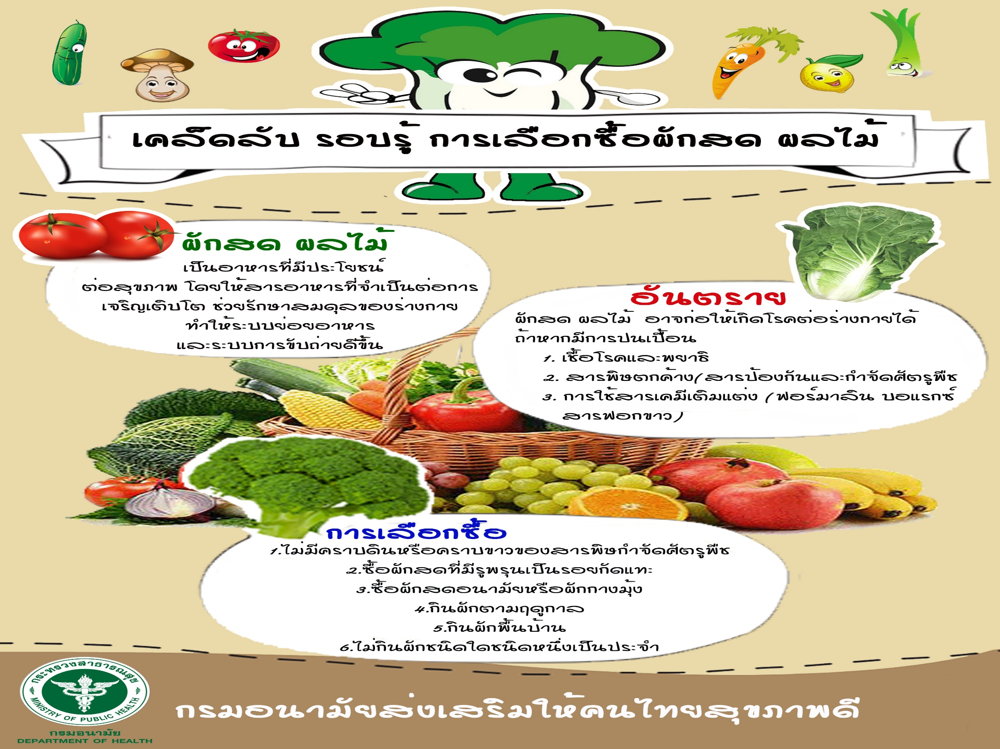 เคล็ดลับ รอบรู้ การเลือกซื้อผักสด ผลไม้
ผักสด ผลไม้
เป็นอาหารที่มีประโยชน์
ต่อสุขภาพ โดยให้สารอาหารที่จำเป็นต่อการ
เจริญเติบโต ช่วยรักษาสมดุลของร่างกาย
ทำให้ระบบย่อยอาหาร
และระบบการขับถ่ายดีขึ้น
อันตราย
ผักสด ผลไม้ อาจก่อให้เกิดโรคต่อร่างกายได้
ถ้าหากมีการปนเปื้อน
1. เชื้อโรคและพยาธิ
2. สารพิษตกค้าง(สารป้องกันและกำจัดศัตรูพืช
3. การใช้สารเคมีเติมแต่ง (ฟอร์มาลิน บอแรกซ์
สารฟอกขาว)
การเลือกซื้อ
1.ไม่มีคราบดินหรือคราบขาวของสารพิษกำจัดศัตรูพืช
2.ซื้อผักสดที่มีรูพรุนเป็นรอยกัดแทะ
3.ซื้อผักสดอนามัยหรือผักกางมุ้ง
4.กินผักตามฤดูกาล
5.กินผักพื้นบ้าน
6.ไม่กินผักชนิดใดชนิดหนึ่งเป็นประจำ
กระทรวงสาธารณสุข
MINISTRY OF PUBLIC HEALTH
กรมอนามัย
DEPARTMENT OF HEALTH
กรมอนามัยส่งเสริมให้คนไทยสุขภาพดี